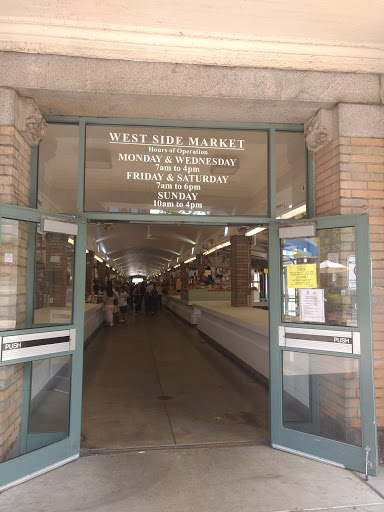 WEST SIDE MARKET
Hours of Operation
MONDAY & WEDNESDAY
7am to 4pm
FRIDAY & SATURDAY
7am to 6pm
SUNDAY
10am to 4pm
PUSH
PUSH